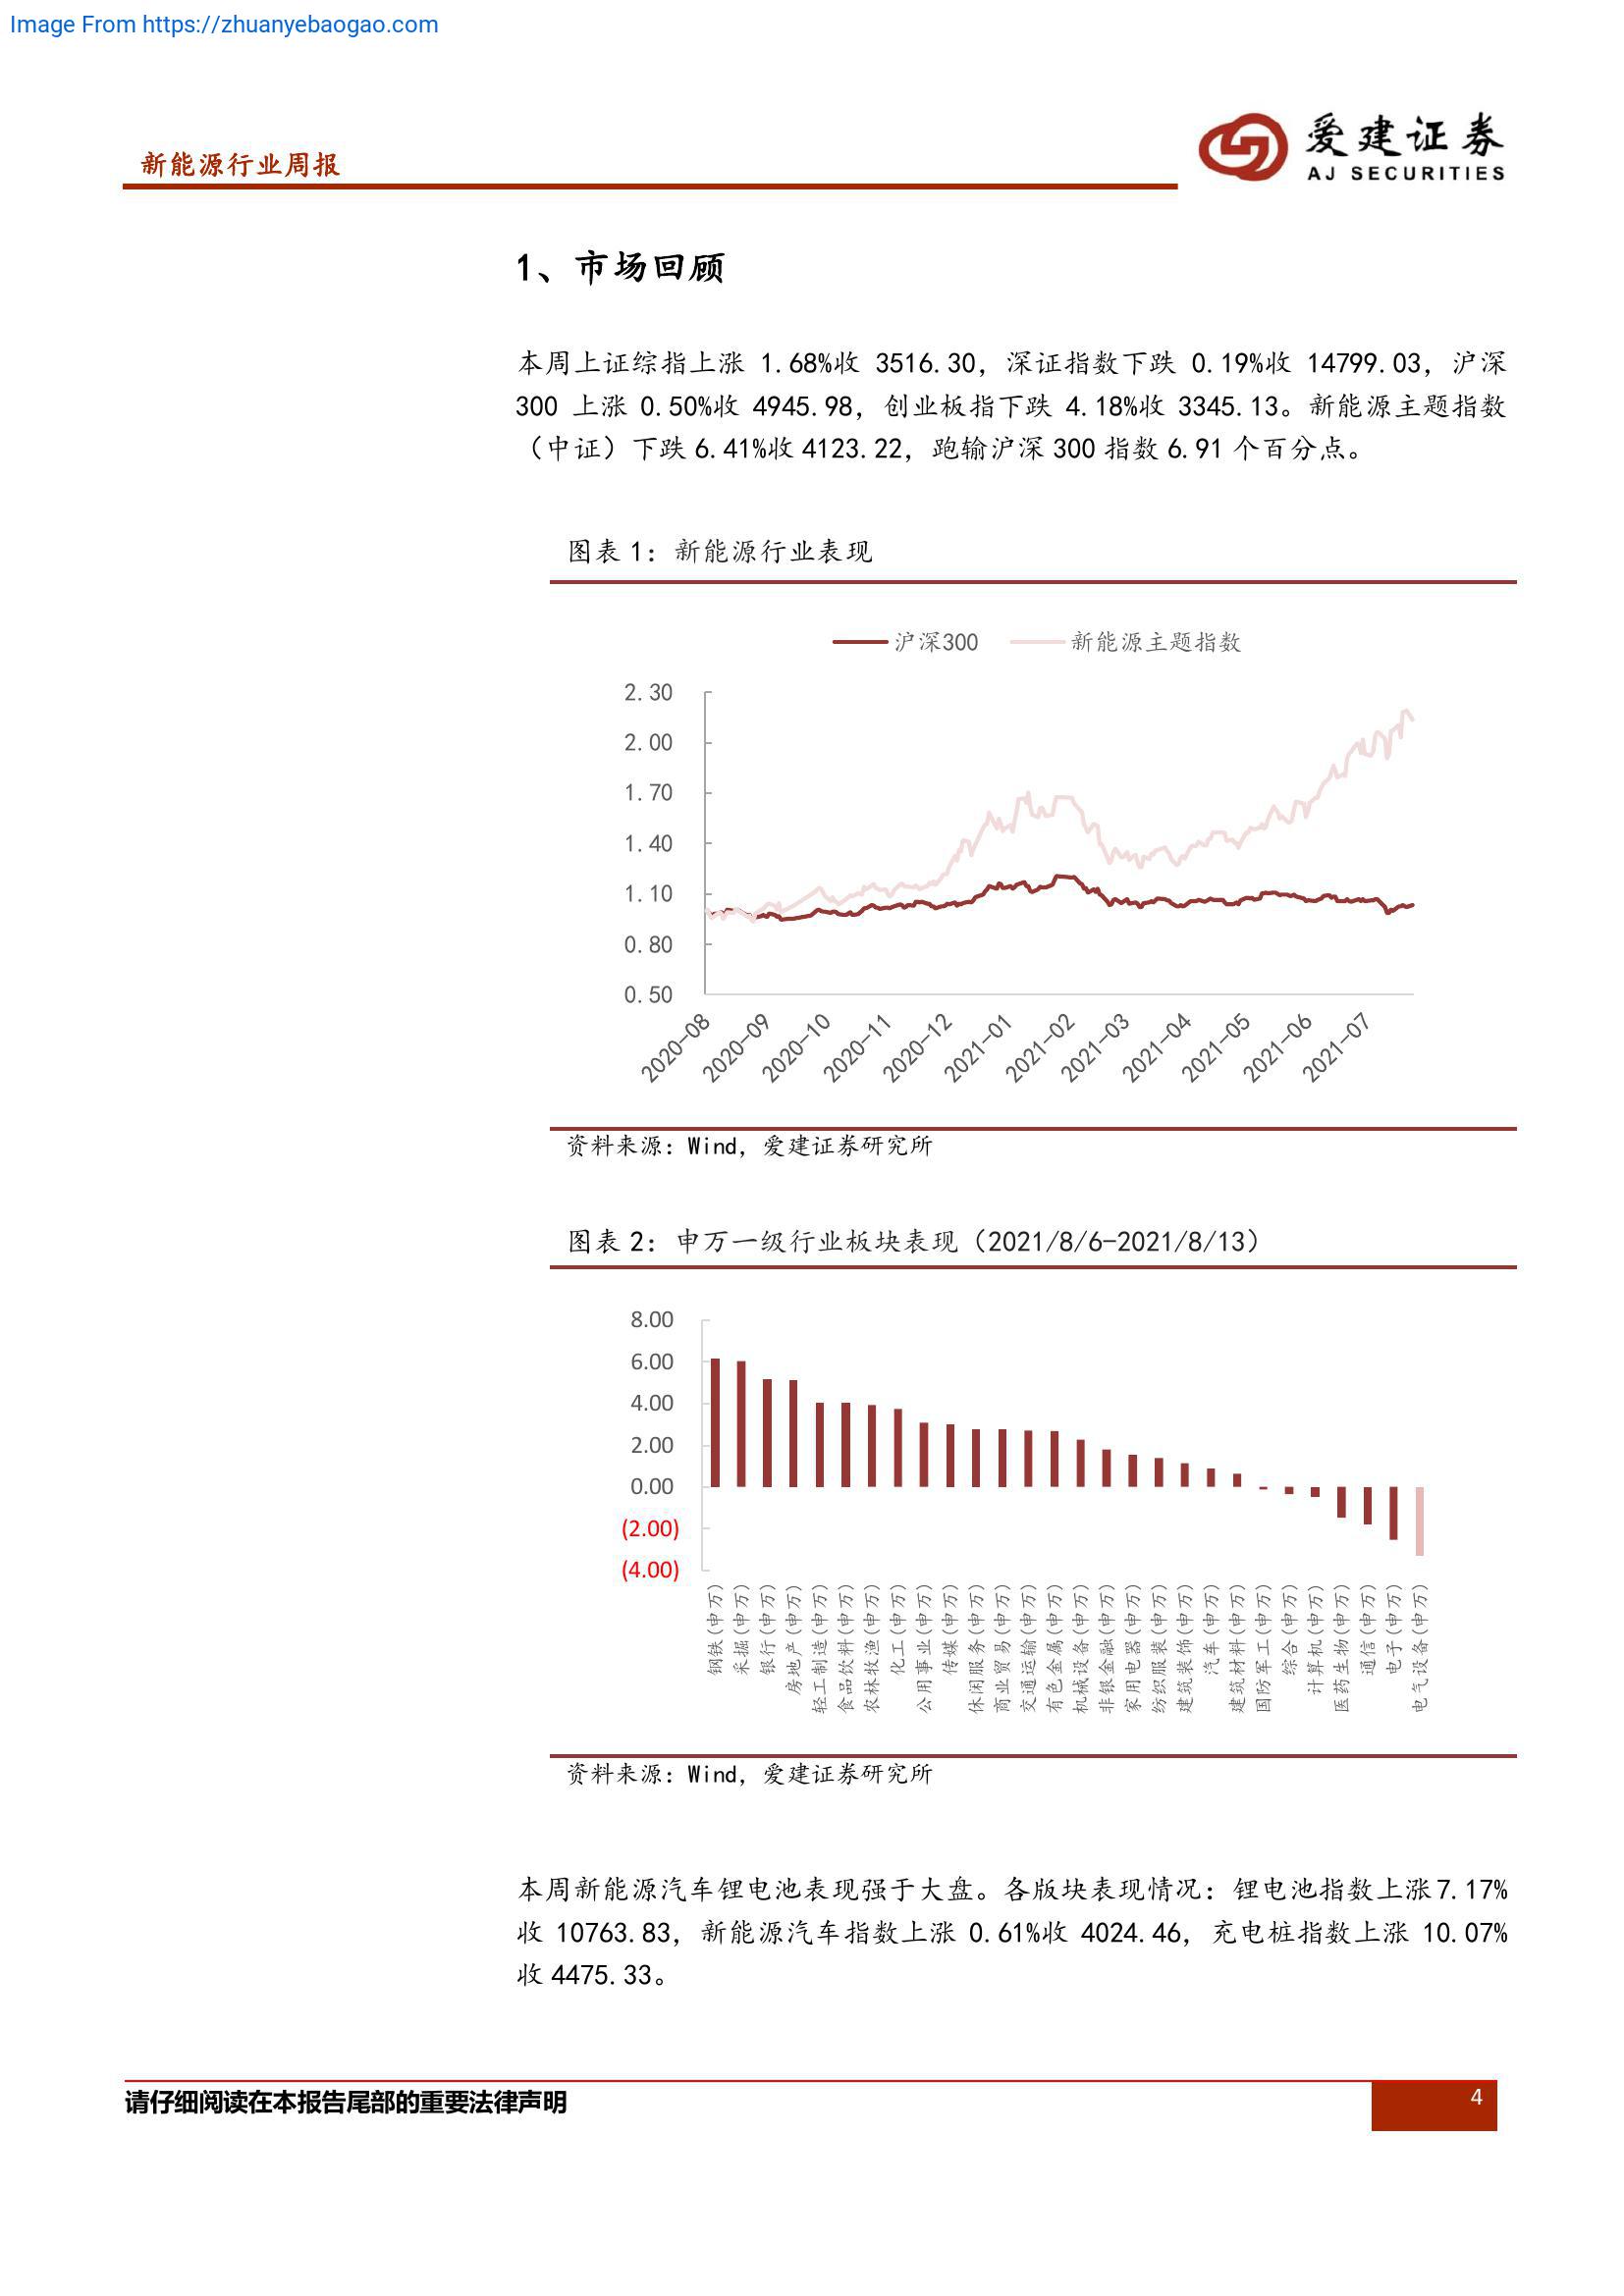 Image From https://zhuanyebaogao.com
新能源行业周报
爱建证券
AJ SECURITIES
1、市场回顾
本周上证综指上涨 1.68%收 3516.30，深证指数下跌 0.19%收 14799.03，沪深
300 上涨 0.50%收 4945.98，创业板指下跌 4.18%收 3345.13。新能源主题指数
（中证）下跌 6.41%收 4123.22，跑输沪深 300 指数 6.91 个百分点。
图表 1：新能源行业表现
沪深300 新能源主题指数
2.30
2.00
1.70
1.40
1.10
0.80
0.50
2020-08 2020-09 2020-10 2020-11 2020-12 2021-01 2021-02 2021-03 2021-04 2021-05 2021-06 2021-07
资料来源：Wind，爱建证券研究所
图表 2：申万一级行业板块表现（2021/8/6-2021/8/13）
8.00
6.00
4.00
2.00
0.00
(2.00)
(4.00)
钢铁(申万)
采掘(申万)
银行(申万)
房地产(申万)
轻工制造(申万)
食品饮料(申万)
农林牧渔(申万)
化工(申万)
公用事业(申万)
传媒(申万)
休闲服务(申万)
商业贸易(申万)
交通运输(申万)
有色金属(申万)
机械设备(申万)
非银金融(申万)
家用电器(申万)
纺织服装(申万)
建筑装饰(申万)
汽车(申万)
建筑材料(申万)
国防军工(申万)
综合(申万)
计算机(申万)
医药生物(申万)
通信(申万)
电子(申万)
电气设备(申万)
资料来源：Wind，爱建证券研究所
本周新能源汽车锂电池表现强于大盘。各版块表现情况：锂电池指数上涨7.17%
收 10763.83，新能源汽车指数上涨 0.61%收 4024.46，充电桩指数上涨 10.07%
收 4475.33。
请仔细阅读在本报告尾部的重要法律声明
4